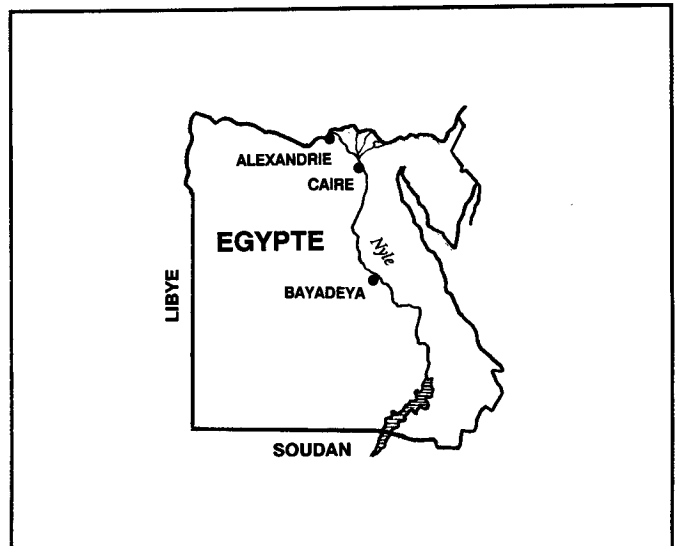 ALEXANDRIE
CAIRE
EGYPTE
Nyle
LIBYE
BAYADEYA
SOUDAN